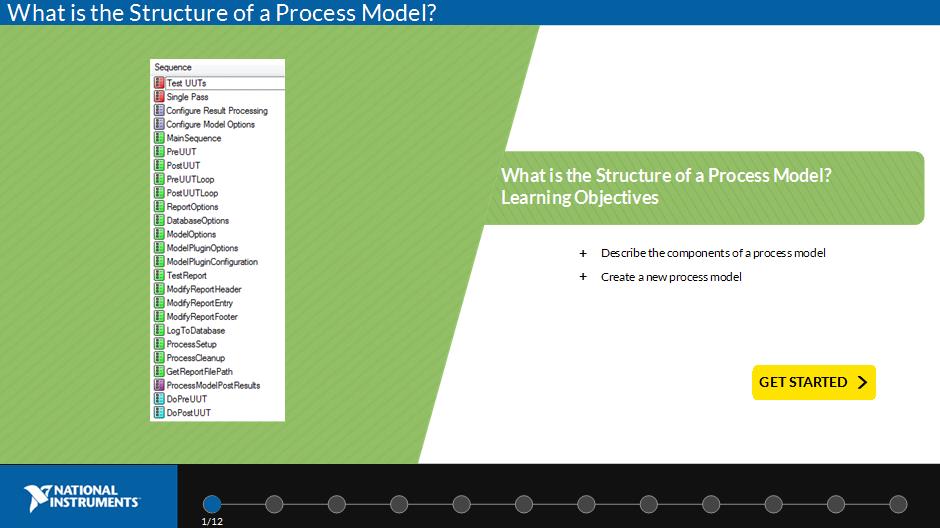 What is the Structure of a Process Model?
Sequence
Test UUTs
Single Pass
Configure Result Processing
Configure Model Options
MainSequence
PreUUT
PostUUT
PreUUTLoop
PostUUTLoop
ReportOptions
DatabaseOptions
ModelOptions
ModelPluginOptions
ModelPluginConfiguration
TestReport
ModifyReportHeader
ModifyReportEntry
ModifyReportFooter
LogToDatabase
ProcessSetup
ProcessCleanup
GetReportFilePath
ProcessModelPostResults
DoPreUUT
DoPostUUT
What is the Structure of a Process Model?
Learning Objectives
+ Describe the components of a process model
+ Create a new process model
GET STARTED
NATIONAL
INSTRUMENTS
1/12